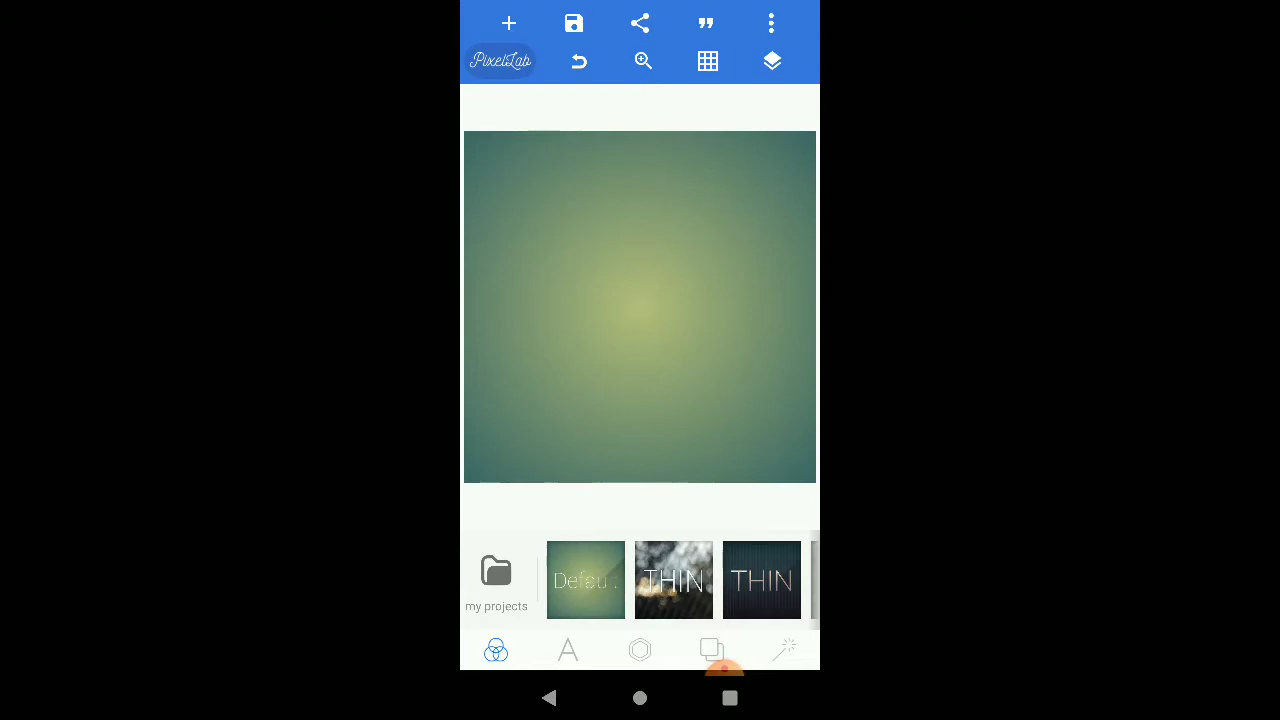 PixelLab
my projects
Defau
THIN
THIN